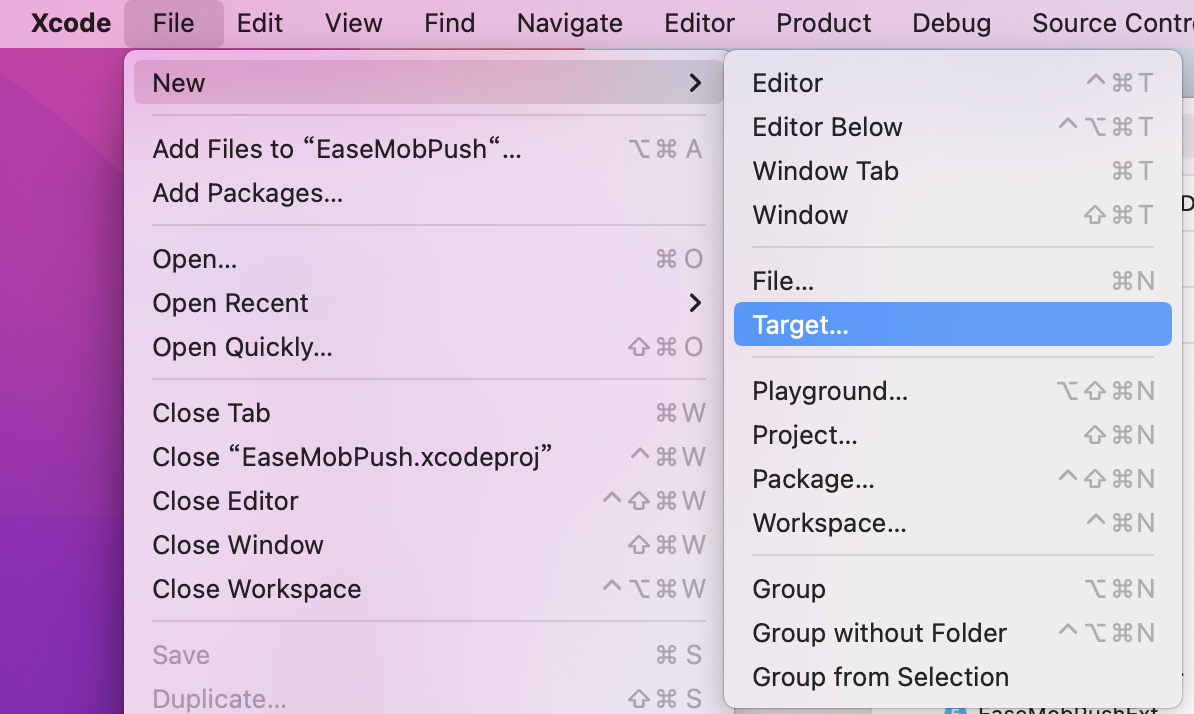 Xcode File Edit View Find Navigate Editor Product Debug Source Contr
New
Add Files to “EaseMobPush“... ⌥⌘A
Add Packages...
Open... ⌘O
Open Recent
Open Quickly... ⇧⌘O
Close Tab ⌘W
Close “EaseMobPush.xcodeproj” ^⌘W
Close Editor ^⇧⌘W
Close Window ⇧⌘W
Close Workspace ^⌥⌘W
Save ⌘S
Duplicate... ⇧⌘S
Editor ^⌘T
Editor Below ^⌥⌘T
Window Tab ⌘T
Window ⇧⌘T
File... ⌘N
Target...
Playground... ⌥⇧⌘N
Project... ⇧⌘N
Package... ^⇧⌘N
Workspace... ^⌘N
Group ⌥⌘N
Group without Folder ^⌥⌘N
Group from Selection
EaseMobPushExt